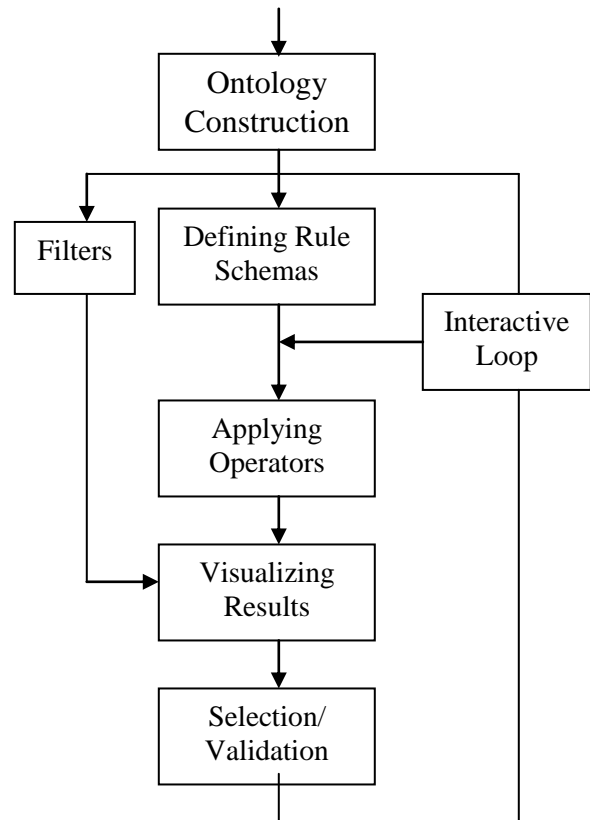 Ontology
Construction
Filters
Defining Rule
Schemas
Interactive
Loop
Applying
Operators
Visualizing
Results
Selection/
Validation